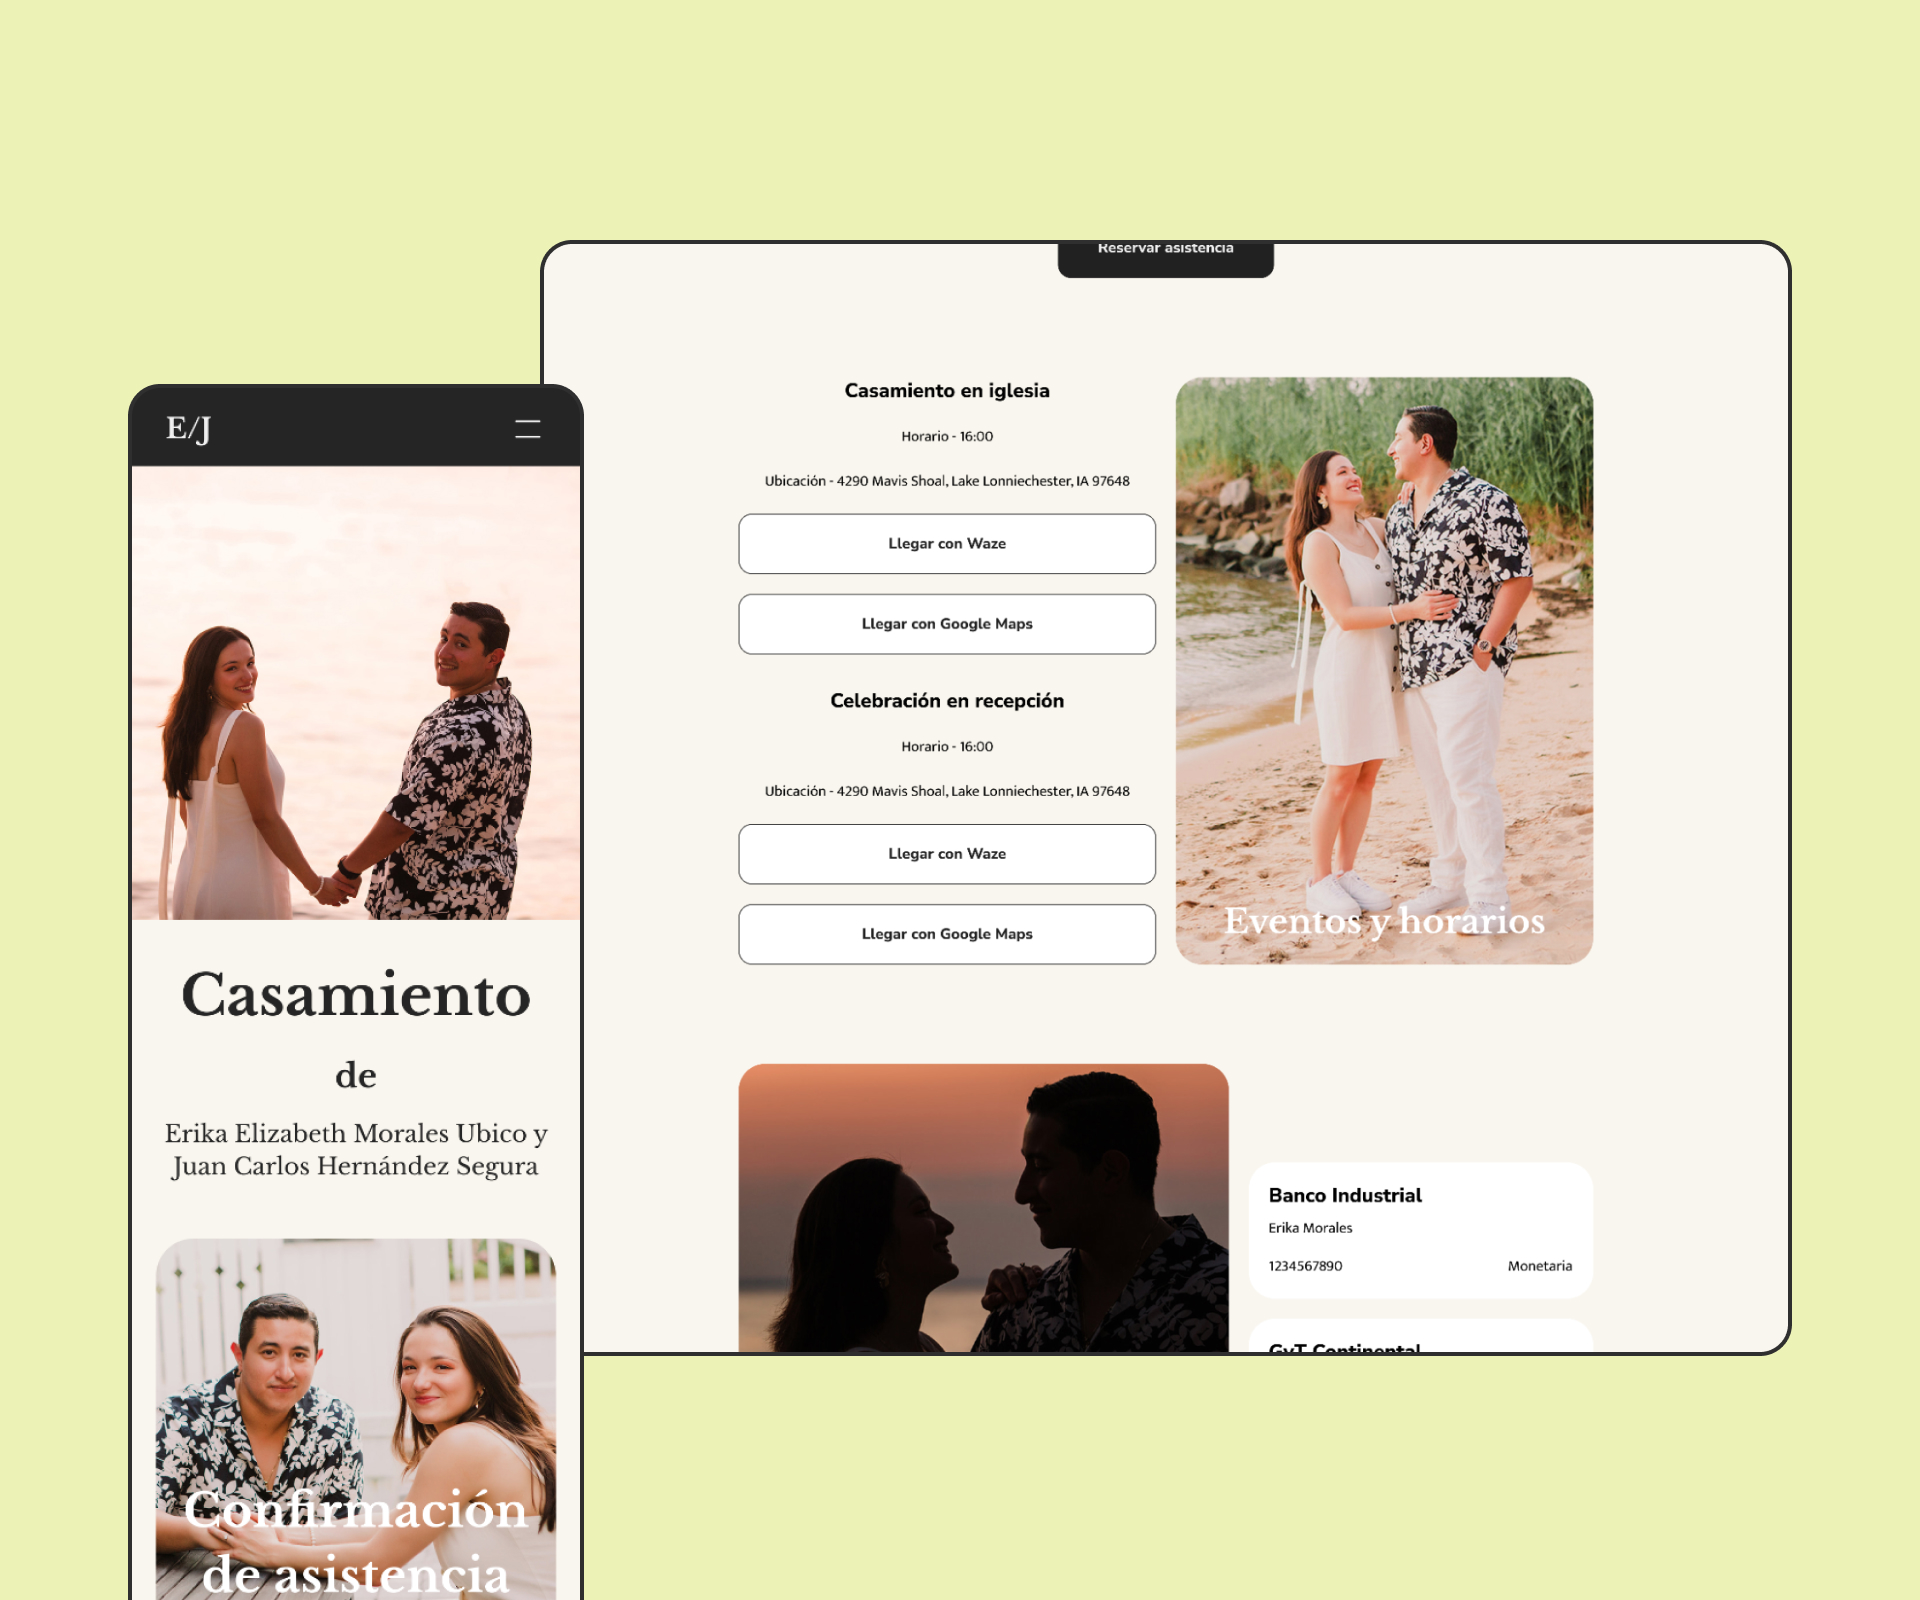 Reservar asistencia
Casamiento en iglesia
Horario - 16:00
Ubicación - 4290 Mavis Shoal, Lake Lonniechester, IA 97648
Llegar con Waze
Llegar con Google Maps
Celebración en recepción
Horario - 16:00
Ubicación - 4290 Mavis Shoal, Lake Lonniechester, IA 97648
Llegar con Waze
Llegar con Google Maps
Eventos y horarios
Banco Industrial
Erika Morales
1234567890 Monetaria
GyT Continental
E/J
Casamiento
de
Erika Elizabeth Morales Ubico y
Juan Carlos Hernández Segura
Confirmación
de asistencia